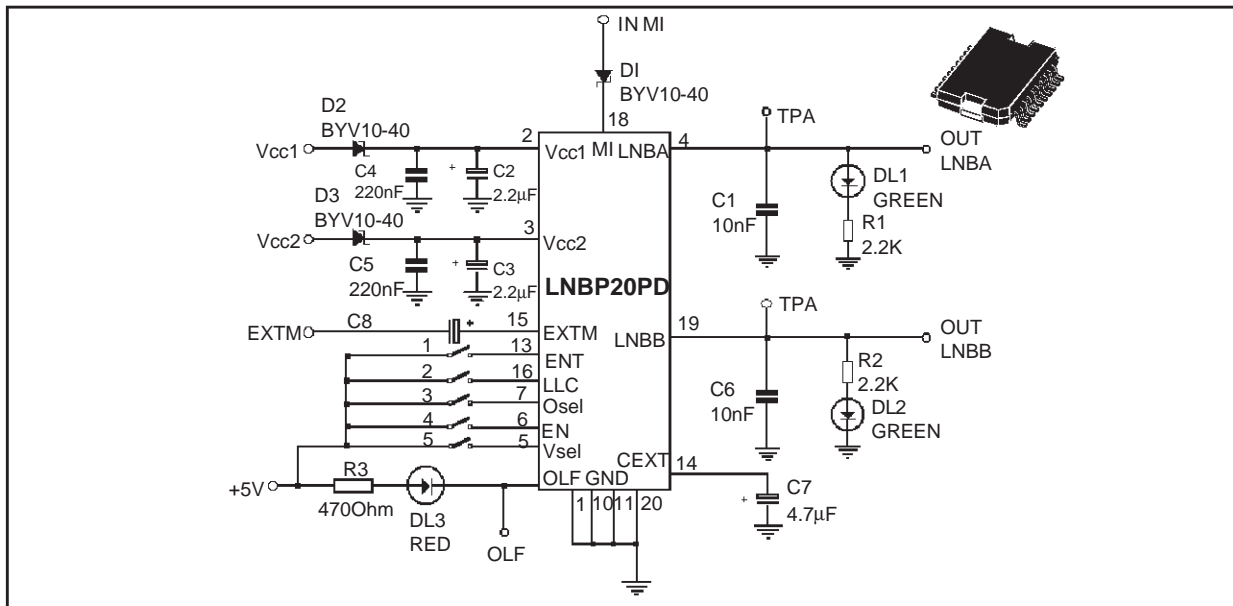 IN MI
DI
BYV10-40
18
D2
BYV10-40
Vcc1
C4
220nF
+
C2
2.2µF
2
Vcc1
MI
LNBA
4
TPA
OUT
LNBA
DL1
GREEN
C1
10nF
R1
2.2K
D3
BYV10-40
Vcc2
C5
220nF
+
C3
2.2µF
3
Vcc2
LNBP20PD
EXTM
C8
+
15
EXTM
1
13
ENT
2
16
LLC
3
7
Osel
4
6
EN
5
5
Vsel
TPA
19
LNBB
OUT
LNBB
C6
10nF
R2
2.2K
DL2
GREEN
CEXT
14
+
C7
4.7µF
+5V
R3
470Ohm
DL3
RED
OLF
OLF
GND
1
10
11
20